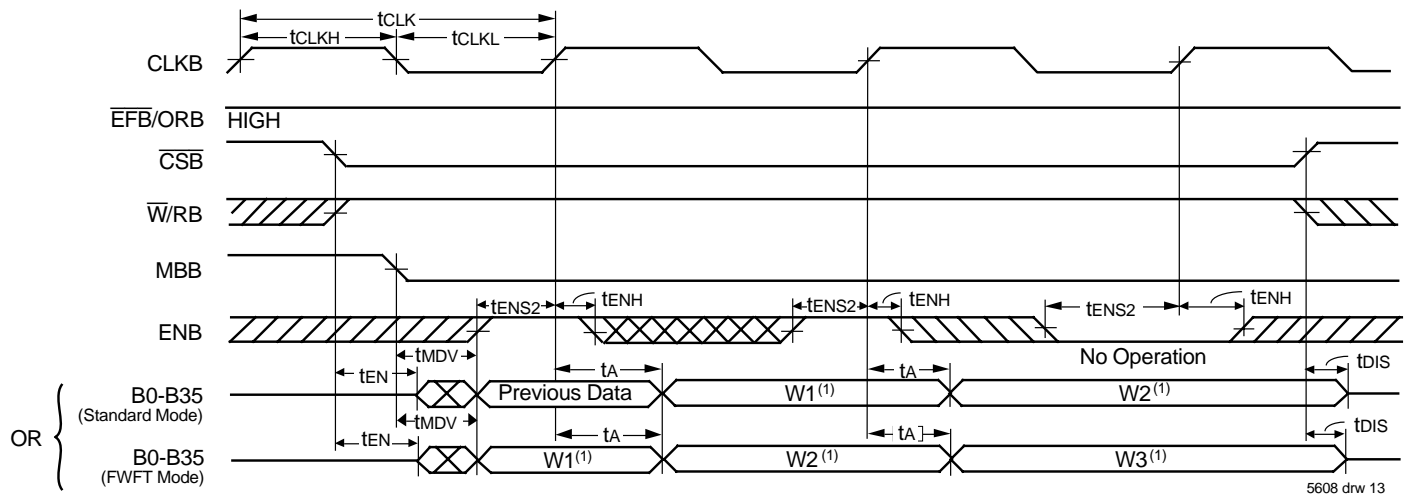 tCLK
tCLKH
tCLKL
CLKB
EFB/ORB
HIGH
CSB
W/RB
MBB
tENS2
tENH
tENS2
tENH
tENS2
tENH
ENB
No Operation
tMDV
tEN
tA
tA
tDIS
B0-B35
(Standard Mode)
Previous Data
W1(1)
W2(1)
OR
tMDV
tEN
tA
tA
tDIS
B0-B35
(FWFT Mode)
W1(1)
W2(1)
W3(1)
5608 drw 13